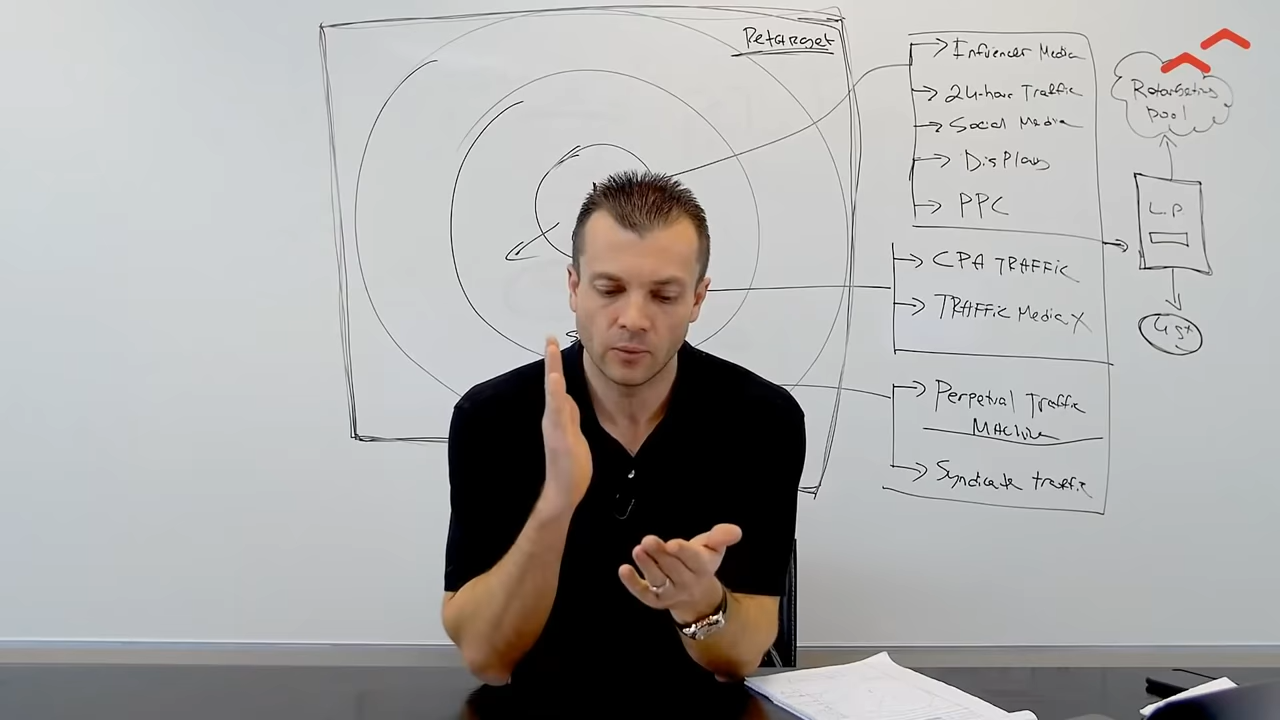 Retarget
Influencer Media
24-hour Traffic
Social Media
Display
PPC
CPA TRAFFIC
TRAFFIC Media X
Perpetual Traffic
MACHine
Syndicate traffic
Retargeting
Pool
L.P
List